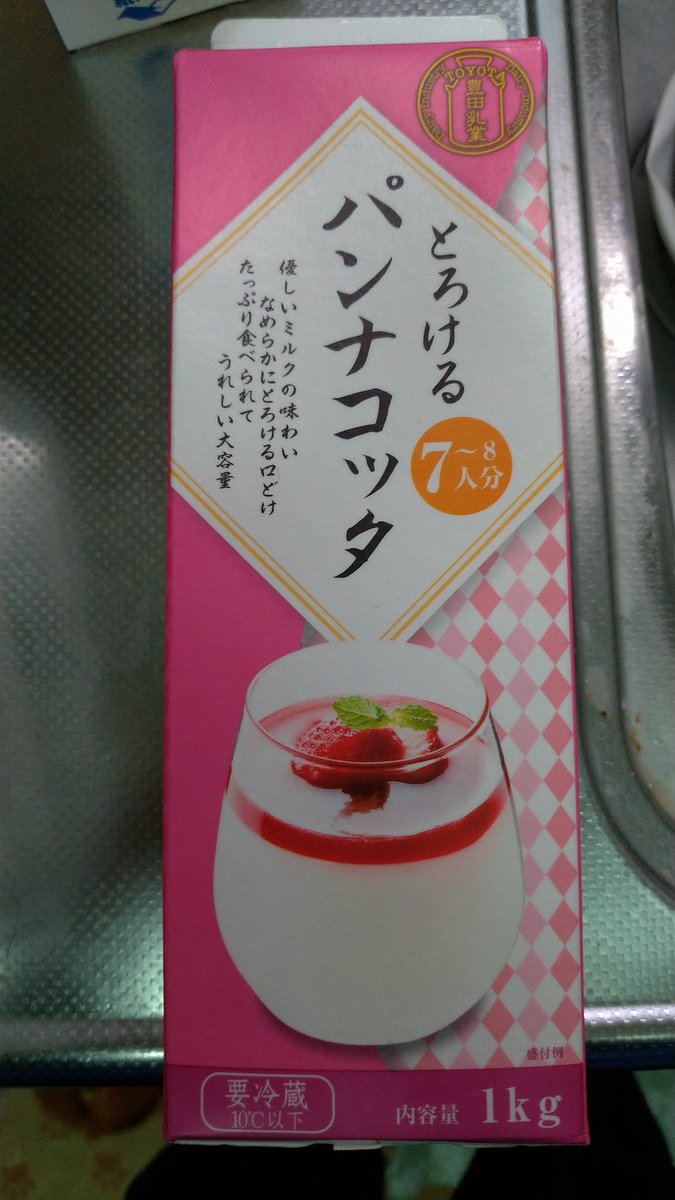 TOYOTA
Dairy Industry
Dairy Industry
豊田乳業
とろける
パンナコッタ
7～8人分
優しいミルクの味わい
なめらかにとろける口どけ
たっぷり食べられて
うれしい大容量
盛付例
要冷蔵
10℃以下
内容量 1kg